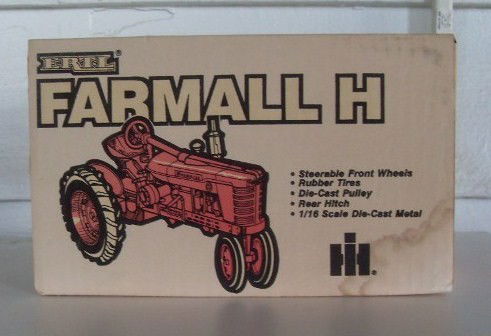 ERTL®
FARMALL H
• Steerable Front Wheels
• Rubber Tires
• Die-Cast Pulley
• Rear Hitch
• 1/16 Scale Die-Cast Metal
IH®